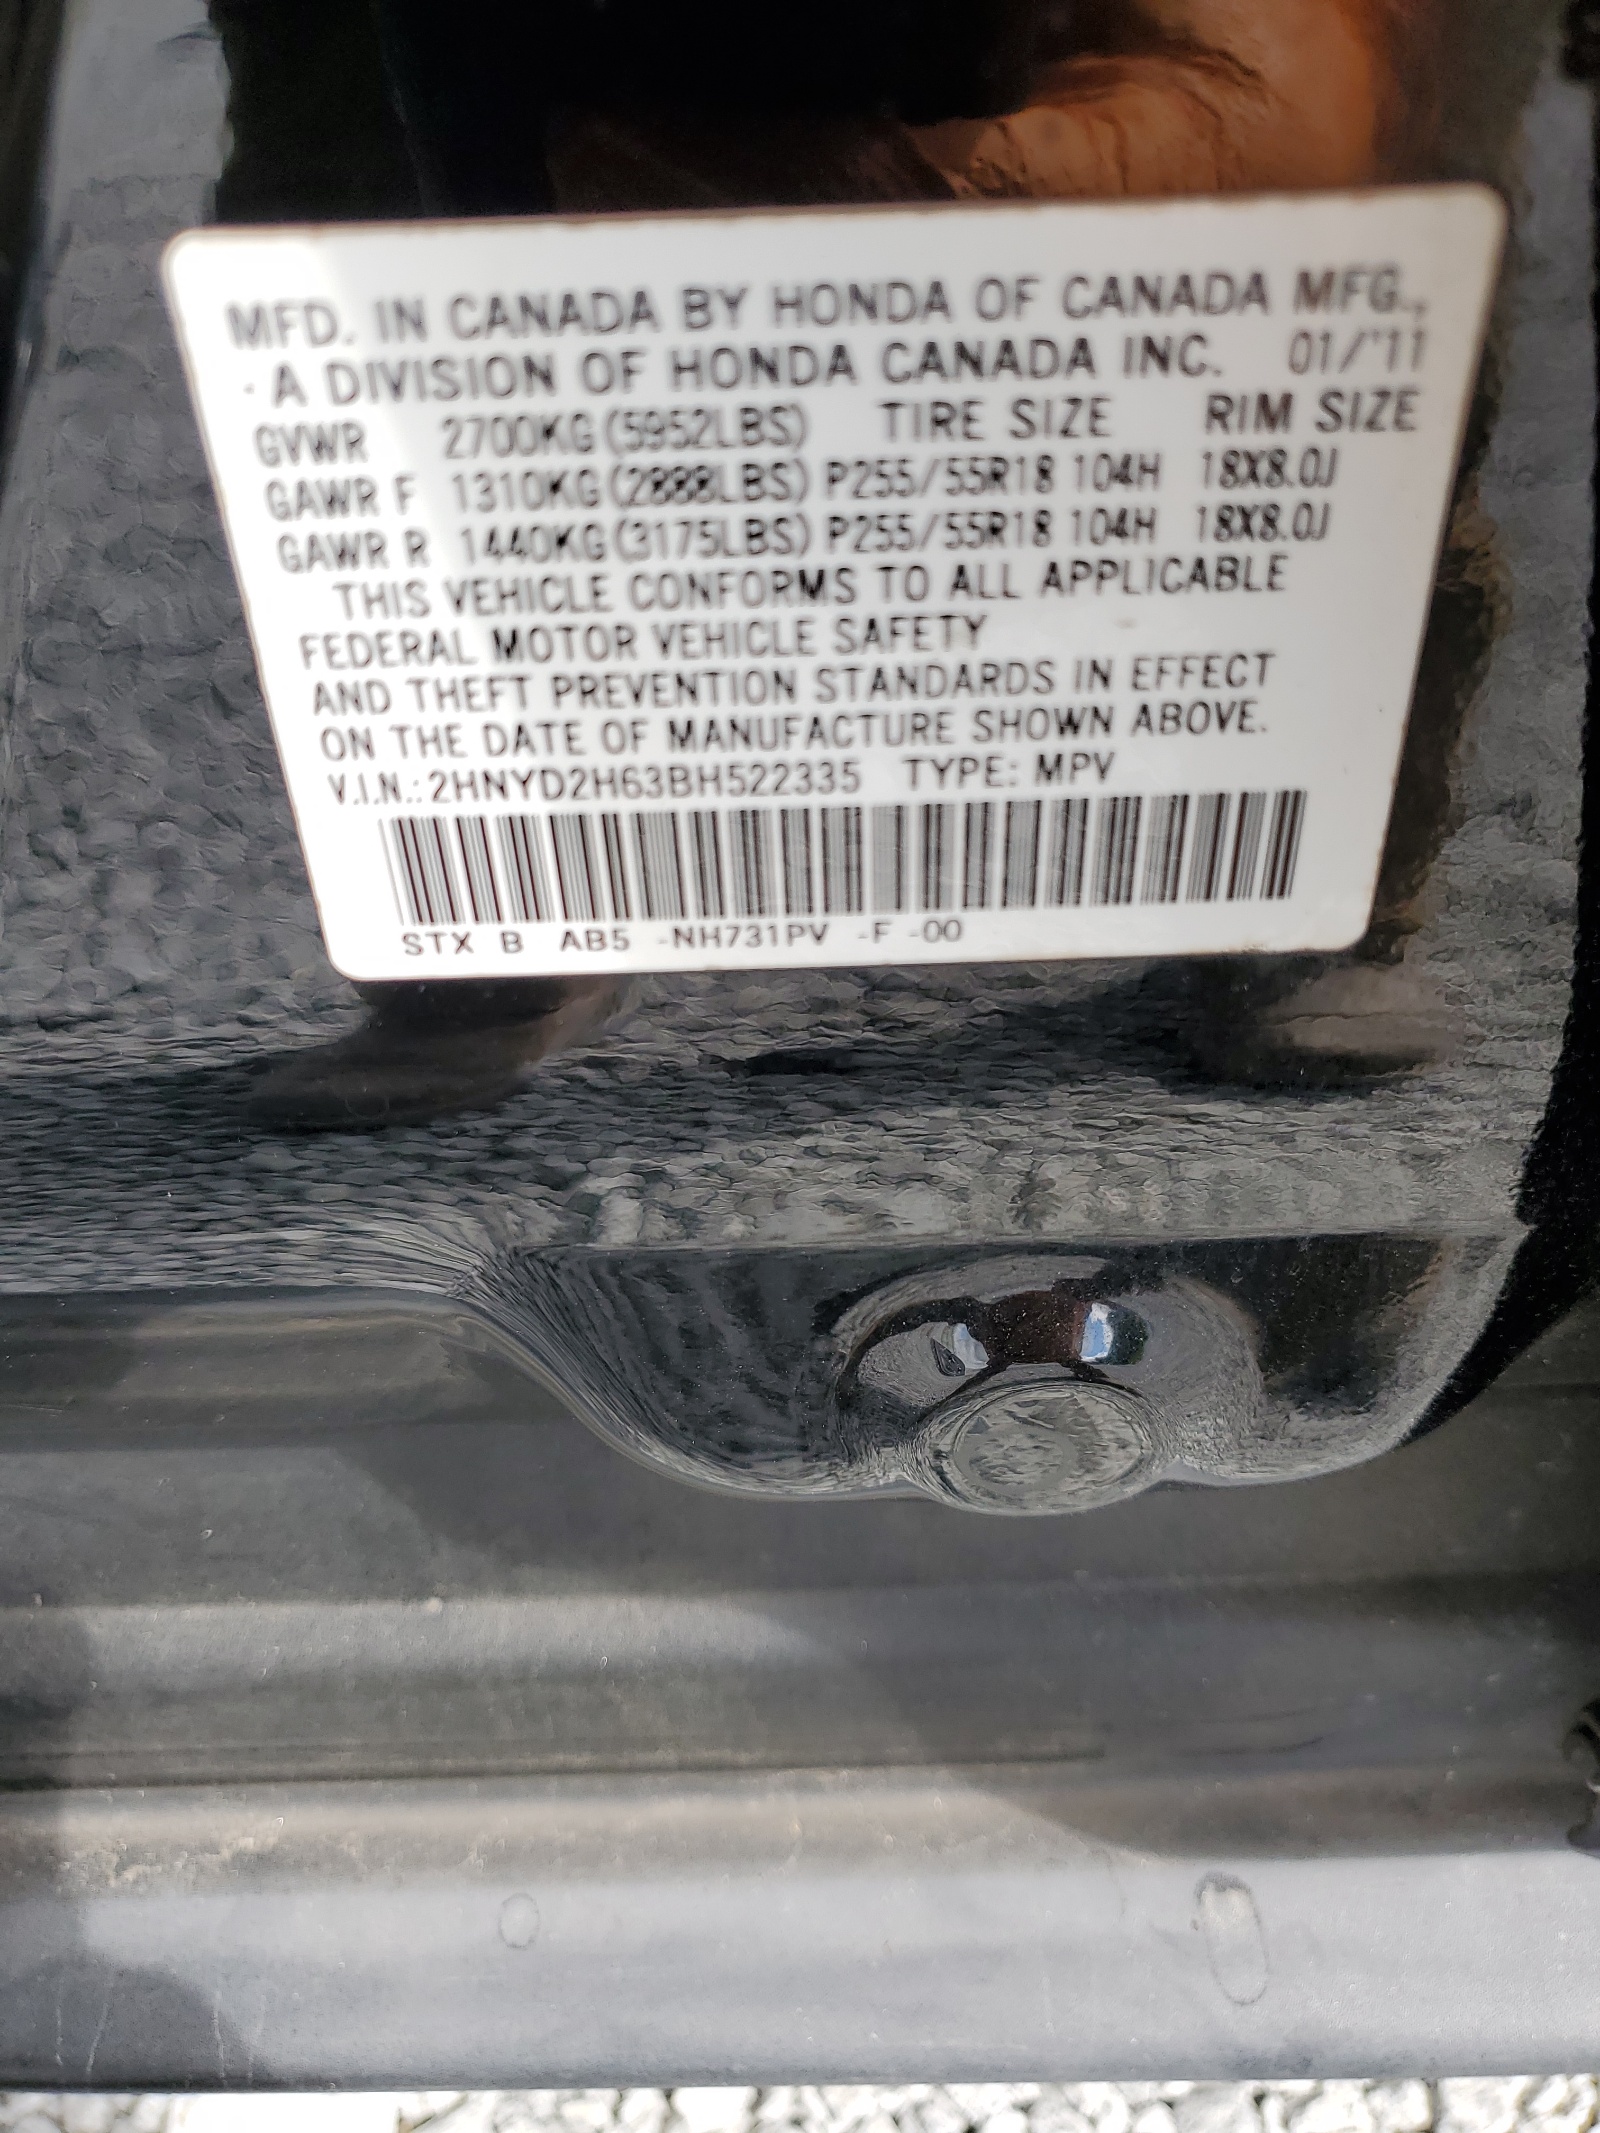 MFD. IN CANADA BY HONDA OF CANADA MFG.,
A DIVISION OF HONDA CANADA INC. 01/'11
GVWR 2700KG (5952LBS) TIRE SIZE RIM SIZE
GAWR F 1310KG (2888LBS) P255/55R18 104H 18X8.0J
GAWR R 1440KG (3175LBS) P255/55R18 104H 18X8.0J
THIS VEHICLE CONFORMS TO ALL APPLICABLE
FEDERAL MOTOR VEHICLE SAFETY
AND THEFT PREVENTION STANDARDS IN EFFECT
ON THE DATE OF MANUFACTURE SHOWN ABOVE.
V.I.N.: 2HNYD2H63BH522335 TYPE: MPV
STX B AB5 -NH731PV -F -00